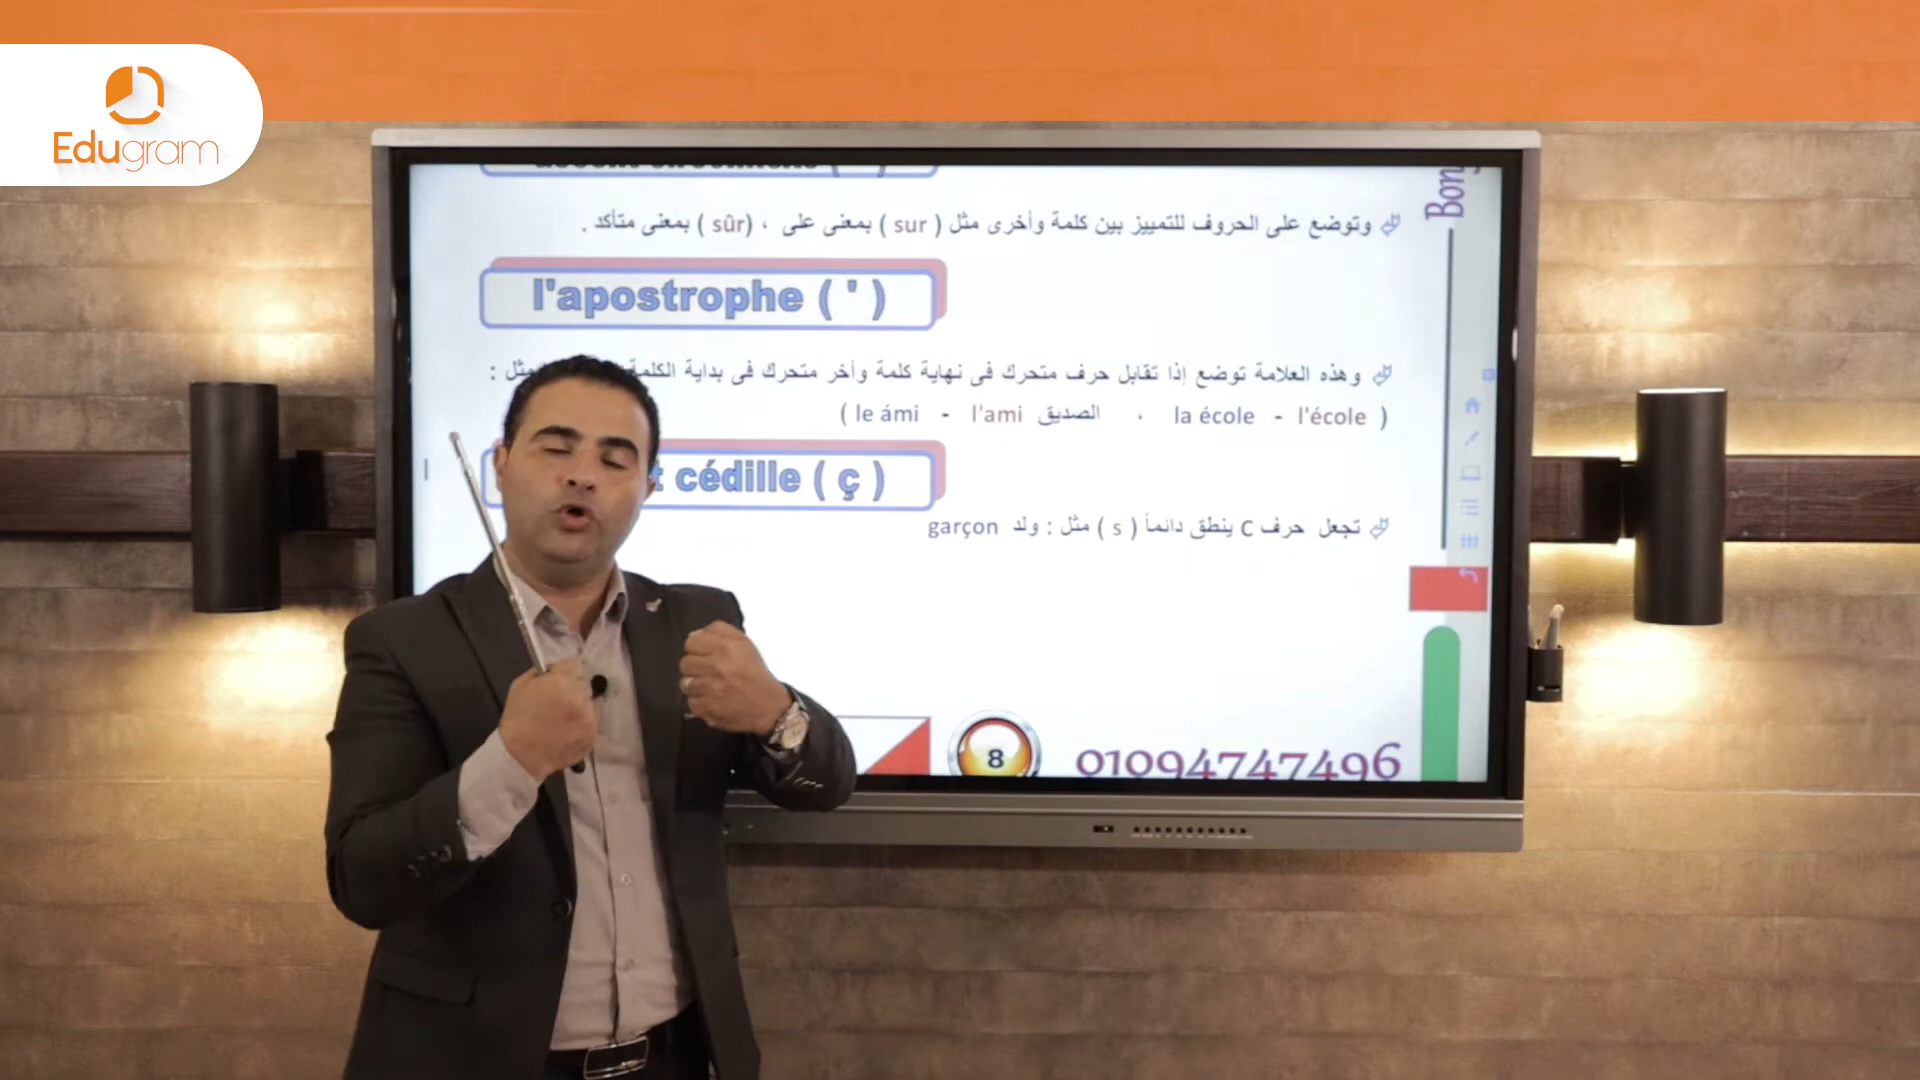 Edugram
Bon
وتوضع على الحروف للتمييز بين كلمة وأخرى مثل ( sur ) بمعنى على ، (sûr ) بمعنى متأكد .
l'apostrophe ( ' )
وهذه العلامة توضع إذا تقابل حرف متحرك فى نهاية كلمة وأخر متحرك فى بداية الكلمة مثل :
( le ámi - l'ami الصديق ، la école - l'école )
t cédille ( ç )
تجعل حرف C ينطق دائماً ( s ) مثل : ولد garçon
8
01094747496